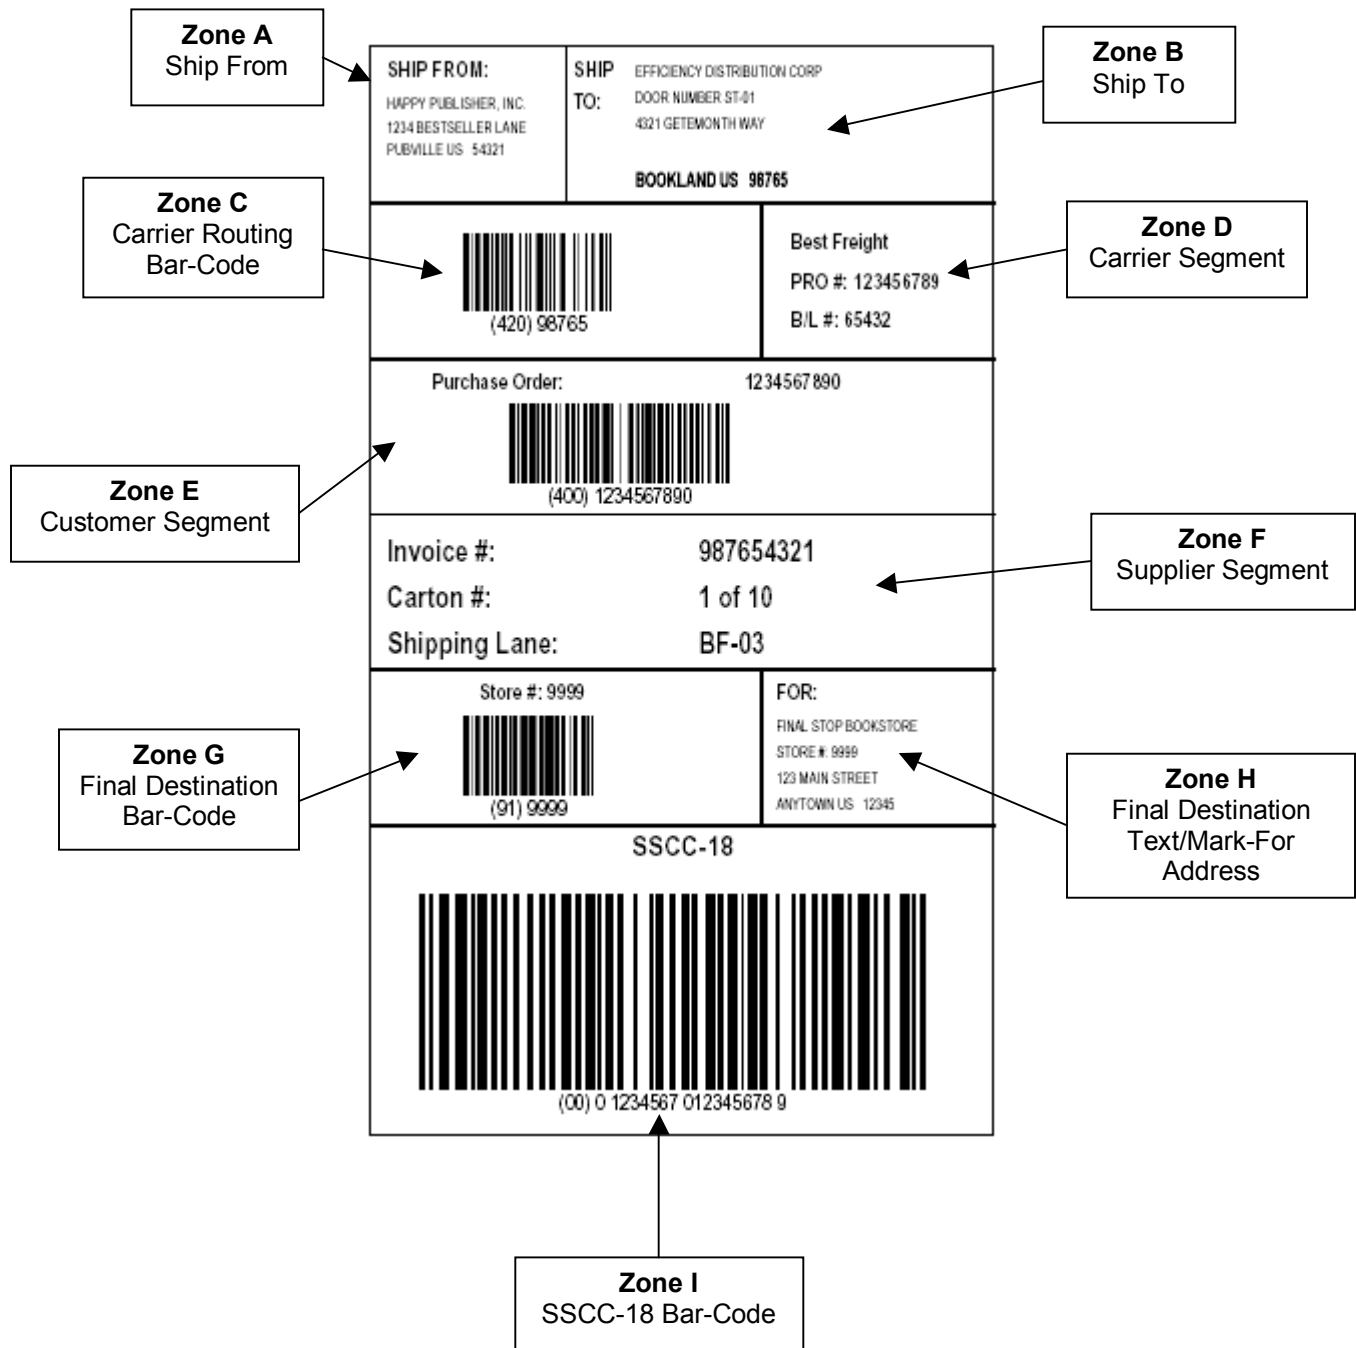 Zone A
Ship From
Zone B
Ship To
SHIP FROM:
HAPPY PUBLISHER, INC.
1234 BESTSELLER LANE
PUBVILLE US 54321
SHIP TO:
EFFICIENCY DISTRIBUTION CORP
DOOR NUMBER ST-01
4321 GETEMONTH WAY
BOOKLAND US 98765
Zone C
Carrier Routing
Bar-Code
(420) 98765
Best Freight
PRO #: 123456789
B/L #: 65432
Zone D
Carrier Segment
Purchase Order: 1234567890
(400) 1234567890
Zone E
Customer Segment
Invoice #: 987654321
Carton #: 1 of 10
Shipping Lane: BF-03
Zone F
Supplier Segment
Store #: 9999
(91) 9999
Zone G
Final Destination
Bar-Code
FOR:
FINAL STOP BOOKSTORE
STORE #: 9999
123 MAIN STREET
ANYTOWN US 12345
Zone H
Final Destination
Text/Mark-For
Address
SSCC-18
(00) 0 1234567 012345678 9
Zone I
SSCC-18 Bar-Code